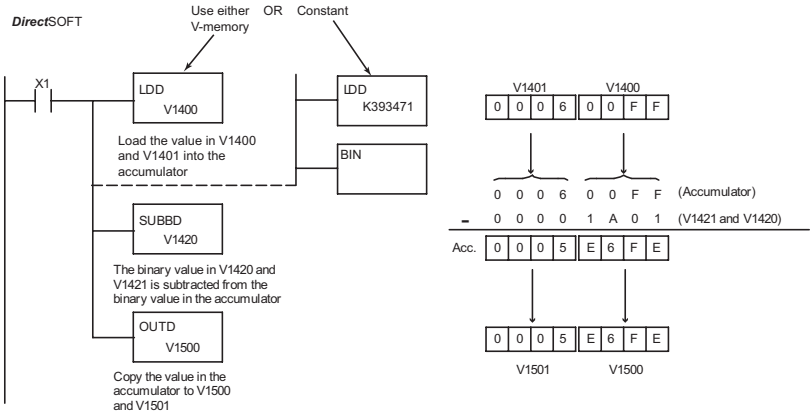 DirectSOFT
Use either OR Constant
V-memory
X1
LDD
V1400
Load the value in V1400
and V1401 into the
accumulator
LDD
K393471
BIN
SUBBD
V1420
The binary value in V1420 and
V1421 is subtracted from the
binary value in the accumulator
OUTD
V1500
Copy the value in the
accumulator to V1500
and V1501
V1401 V1400
0 0 0 6 0 0 F F
0 0 0 6 0 0 F F (Accumulator)
- 0 0 0 0 1 A 0 1 (V1421 and V1420)
Acc. 0 0 0 5 E 6 F E
0 0 0 5 E 6 F E
V1501 V1500